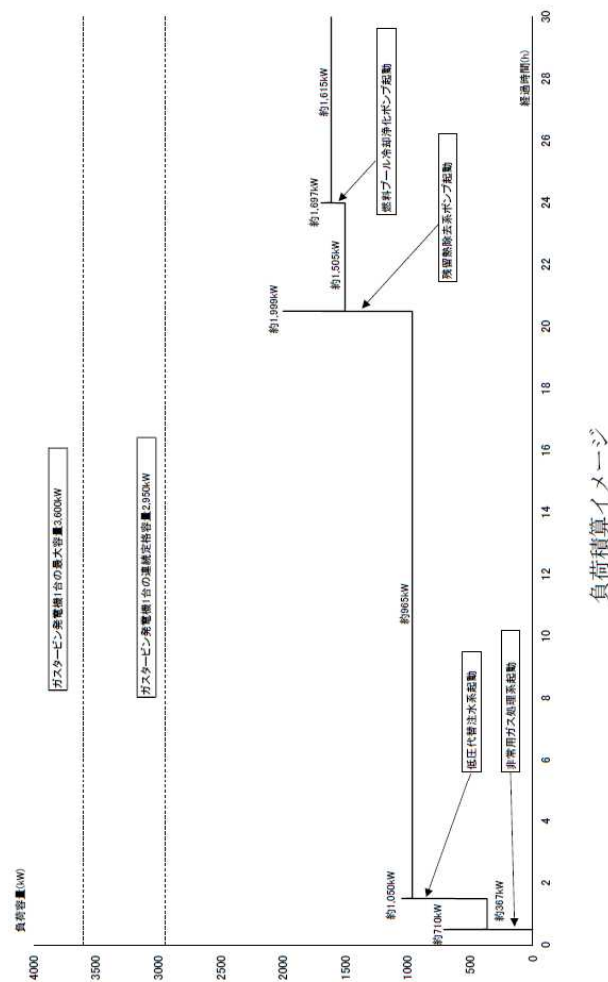 負荷容量(kW)
4000
3500
3000
2500
2000
1500
1000
500
0
ガスタービン発電機1台の最大容量3,600kW
ガスタービン発電機1台の連続定格容量2,950kW
約710kW
約367kW
約1,050kW
約965kW
約1,999kW
約1,505kW
約1,697kW
約1,615kW
非常用ガス処理系起動
低圧代替注水系起動
残留熱除去系ポンプ起動
燃料プール冷却浄化ポンプ起動
0 2 4 6 8 10 12 14 16 18 20 22 24 26 28 30
経過時間(h)
負荷積算イメージ